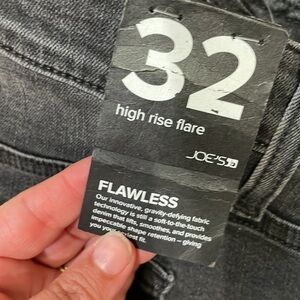 32
high rise flare
JOE'S
FLAWLESS
Our innovative, gravity-defying fabric
technology is still a soft-to-the-touch
denim that lifts, smoothes, and provides
impeccable shape retention – giving
you your sexiest fit.